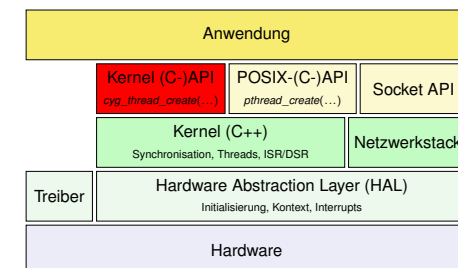 Anwendung
Kernel (C-)API
cyg_thread_create(...)
POSIX-(C-)API
pthread_create(...)
Socket API
Kernel (C++)
Synchronisation, Threads, ISR/DSR
Netzwerkstack
Treiber
Hardware Abstraction Layer (HAL)
Initialisierung, Kontext, Interrupts
Hardware